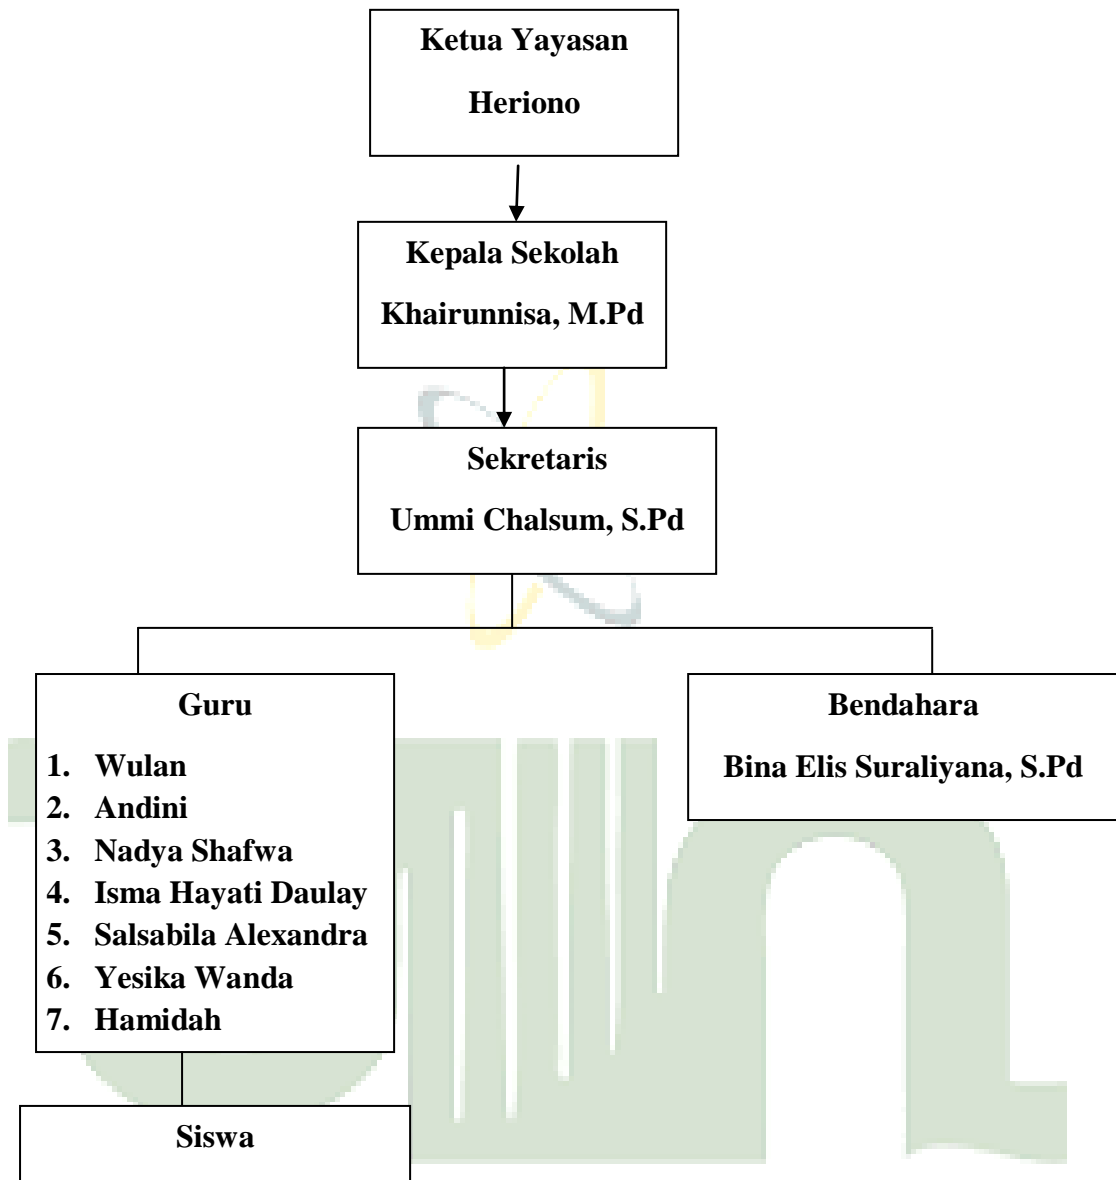 Ketua Yayasan
Heriono
Kepala Sekolah
Khairunnisa, M.Pd
Sekretaris
Ummi Chalsum, S.Pd
Guru
1. Wulan
2. Andini
3. Nadya Shafwa
4. Isma Hayati Daulay
5. Salsabila Alexandra
6. Yesika Wanda
7. Hamidah
Bendahara
Bina Elis Suraliyana, S.Pd
Siswa